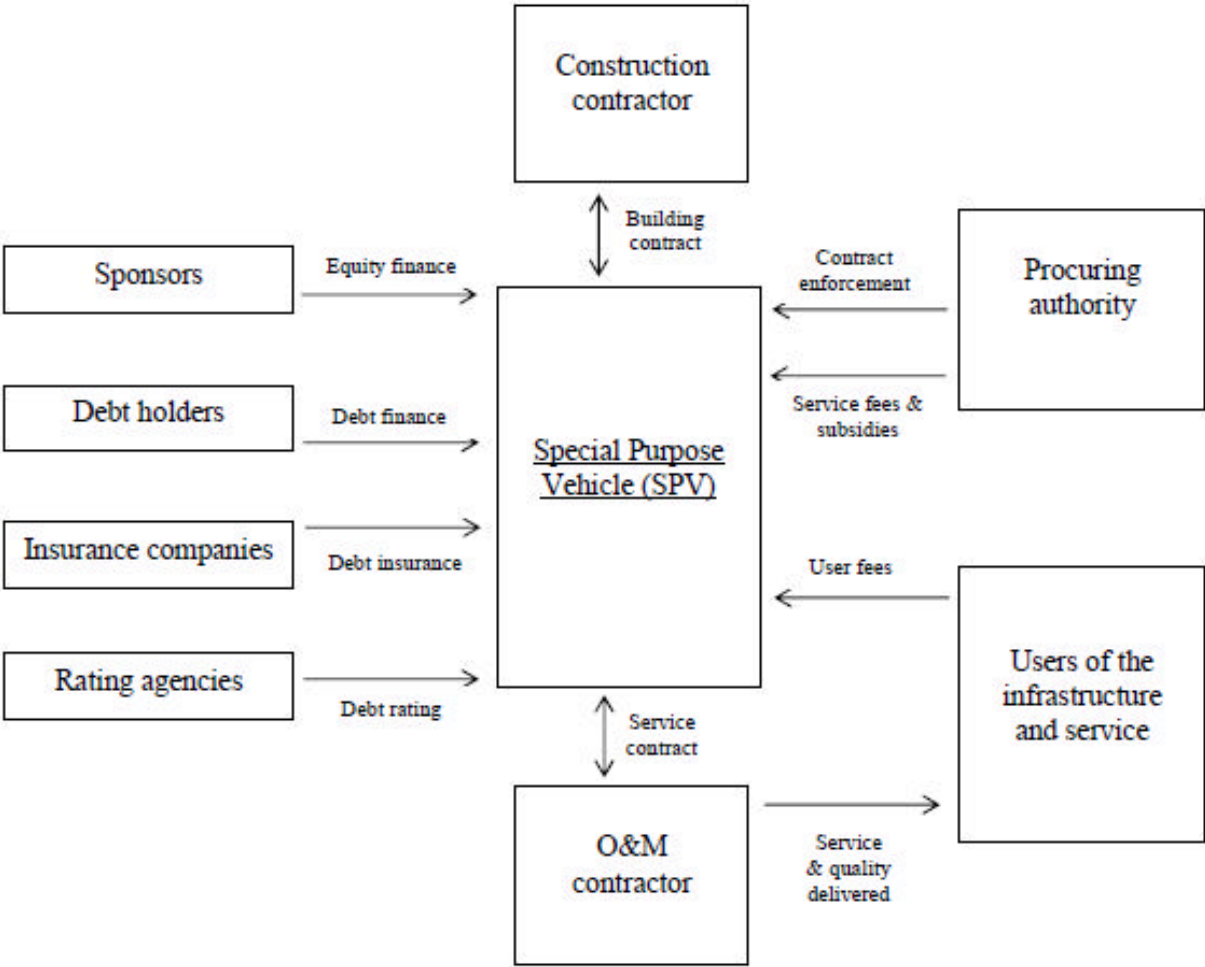 Construction
contractor
Building
contract
Sponsors
Equity finance
Contract
enforcement
Procuring
authority
Debt holders
Debt finance
Service fees &
subsidies
Special Purpose
Vehicle (SPV)
Insurance companies
Debt insurance
User fees
Rating agencies
Debt rating
Users of the
infrastructure
and service
Service
contract
O&M
contractor
Service
& quality
delivered